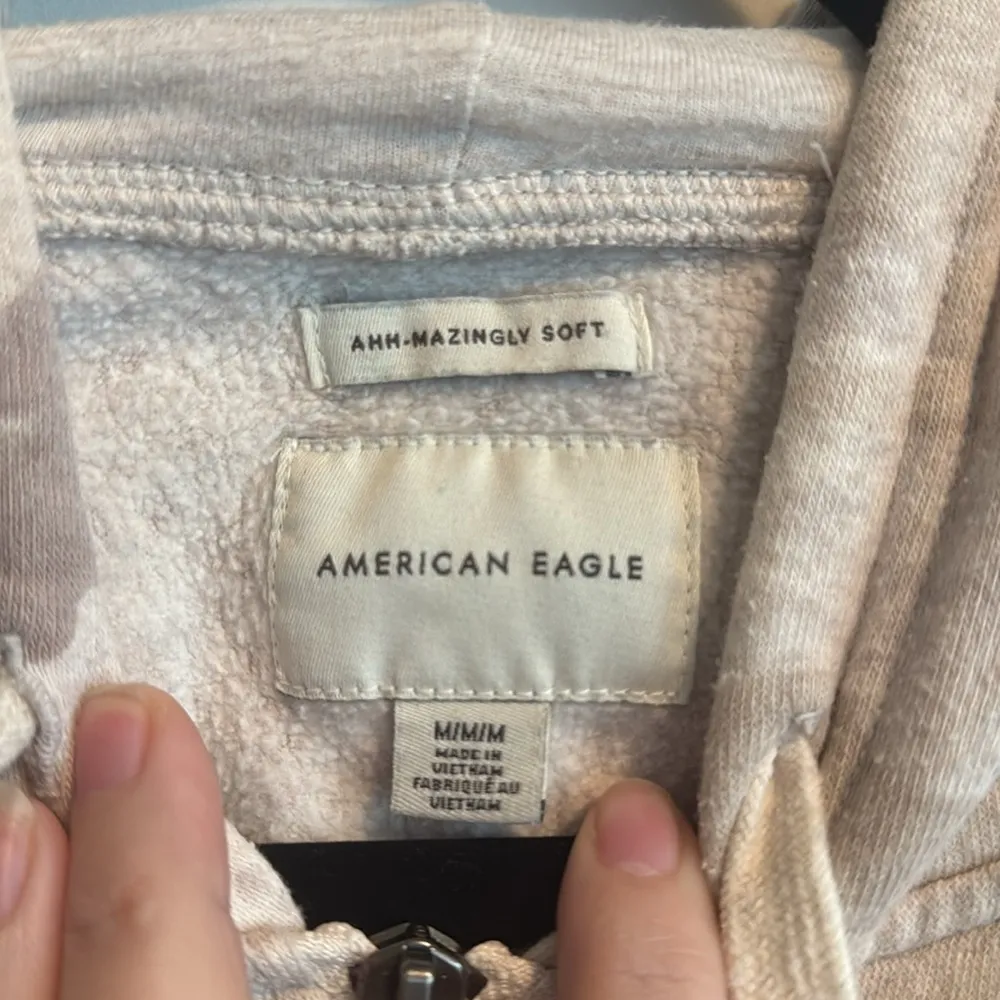 AHH-MAZINGLY SOFT
AMERICAN EAGLE
M/M/M
MADE IN
VIETNAM
FABRIQUÉ AU
VIETNAM